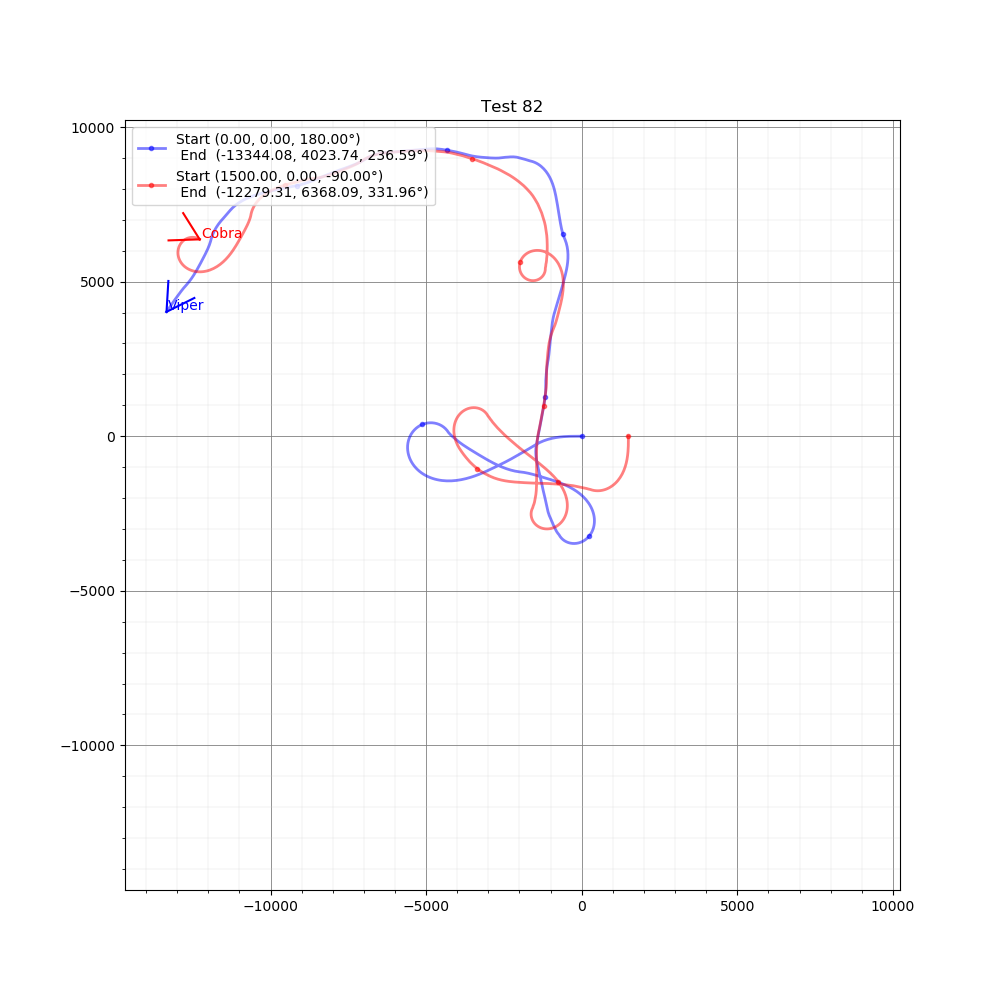 Test 82
10000
Start (0.00, 0.00, 180.00°)
End  (-13344.08, 4023.74, 236.59°)
Start (1500.00, 0.00, -90.00°)
End  (-12279.31, 6368.09, 331.96°)
Cobra
5000
Viper
0
−5000
−10000
−10000 −5000 0 5000 10000